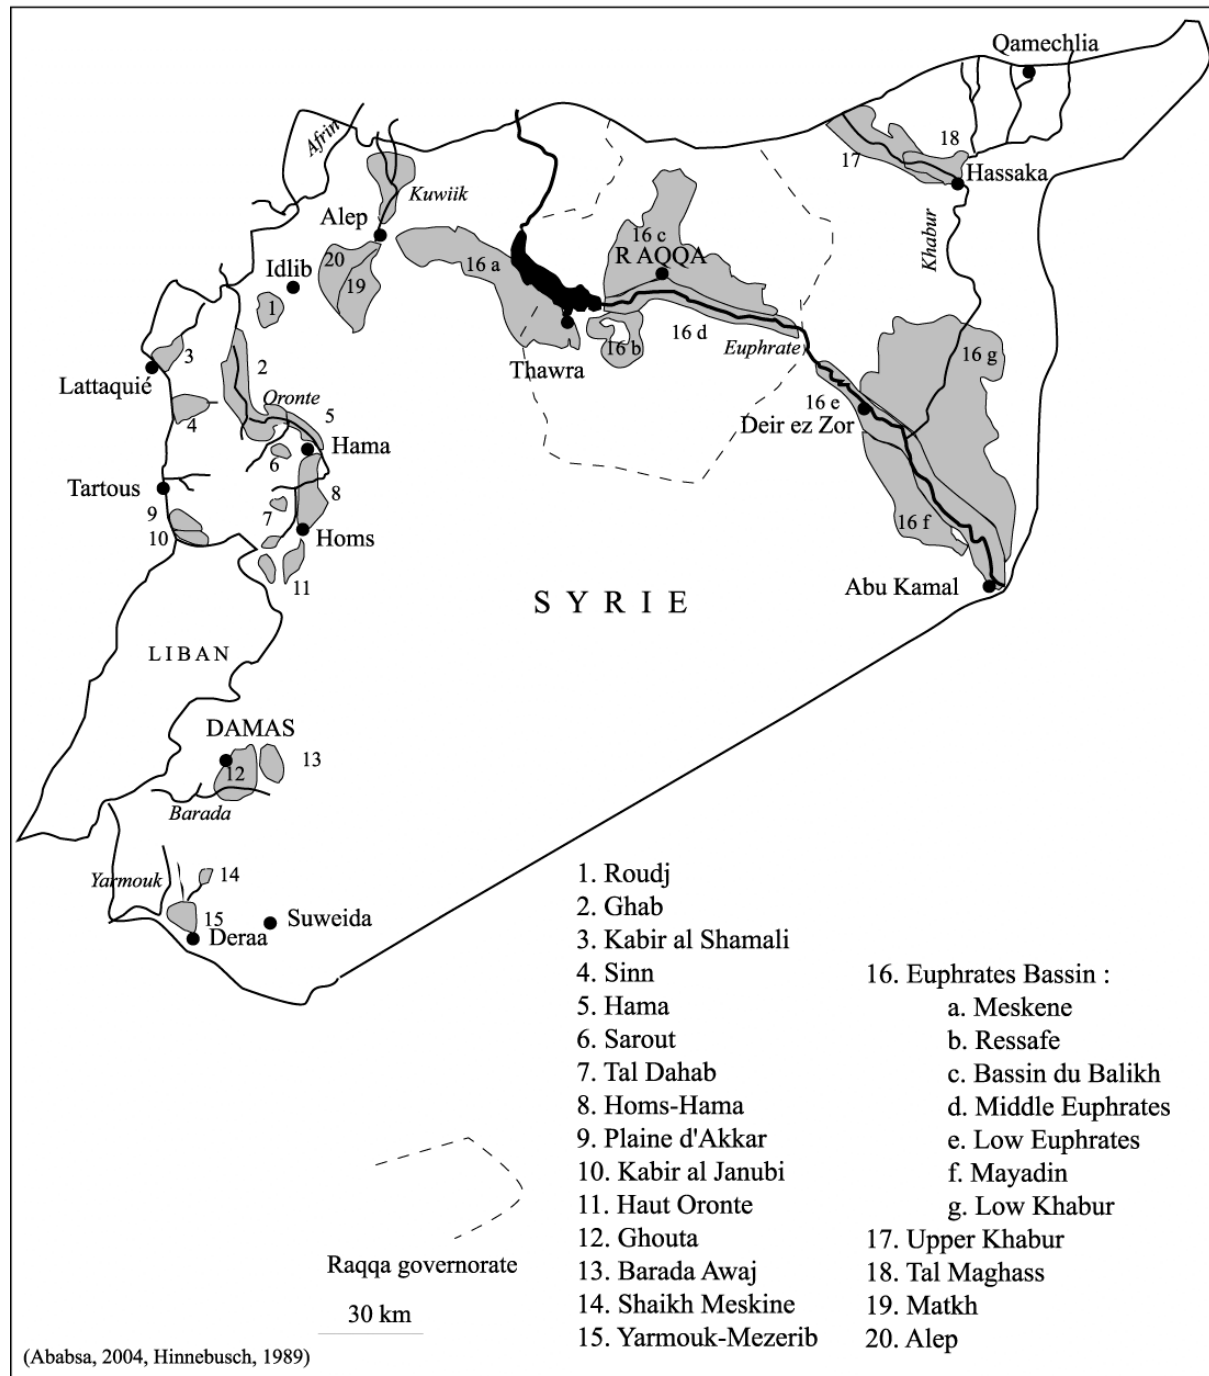 Qamechlia
Afrin
18
17
Hassaka
Kuwiik
Alep
Khabur
16 c
20
16 a
R AQQA
Idlib
19
1
16 d
3
Euphrate
16 b
16 g
2
Thawra
Lattaquié
Oronte
16 e
4
5
Deir ez Zor
Hama
6
Tartous
8
9
7
16 f
10
Homs
11
Abu Kamal
SYRIE
LIBAN
DAMAS
13
12
Barada
Yarmouk
14
15
Suweida
Deraa
1. Roudj
2. Ghab
3. Kabir al Shamali
4. Sinn
5. Hama
6. Sarout
7. Tal Dahab
8. Homs-Hama
9. Plaine d'Akkar
10. Kabir al Janubi
11. Haut Oronte
12. Ghouta
13. Barada Awaj
14. Shaikh Meskine
15. Yarmouk-Mezerib
16. Euphrates Bassin :
a. Meskene
b. Ressafe
c. Bassin du Balikh
d. Middle Euphrates
e. Low Euphrates
f. Mayadin
g. Low Khabur
17. Upper Khabur
18. Tal Maghass
19. Matkh
20. Alep
Raqqa governorate
30 km
(Ababsa, 2004, Hinnebusch, 1989)